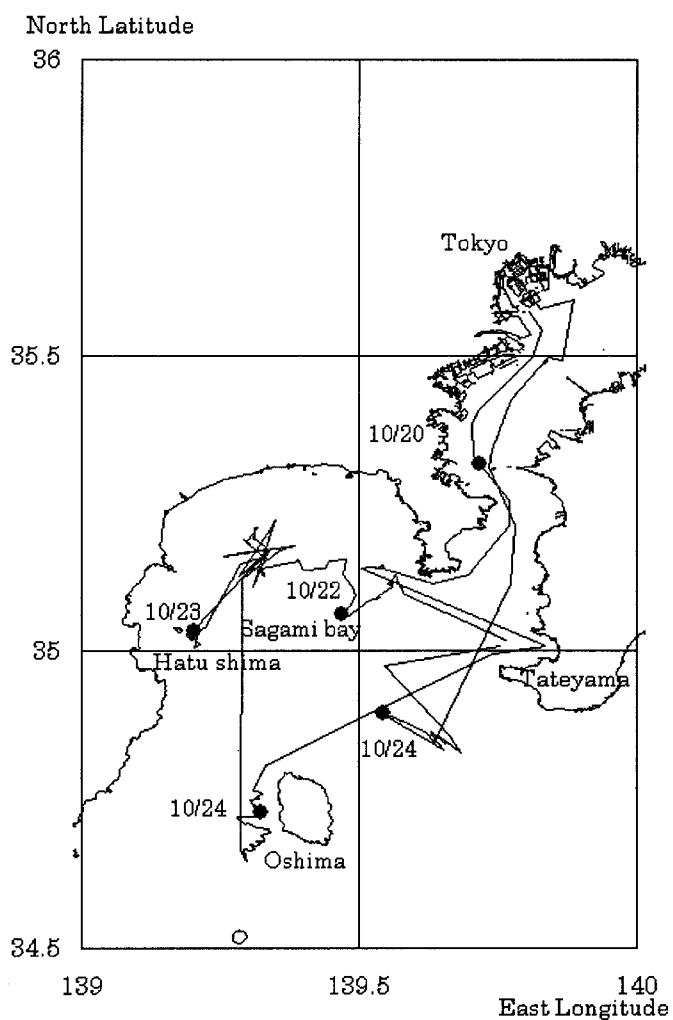 North Latitude
36
Tokyo
35.5
10/20
10/22
10/23
Sagami bay
35
Hatu shima
Tateyama
10/24
10/24
Oshima
34.5
139
139.5
140
East Longitude